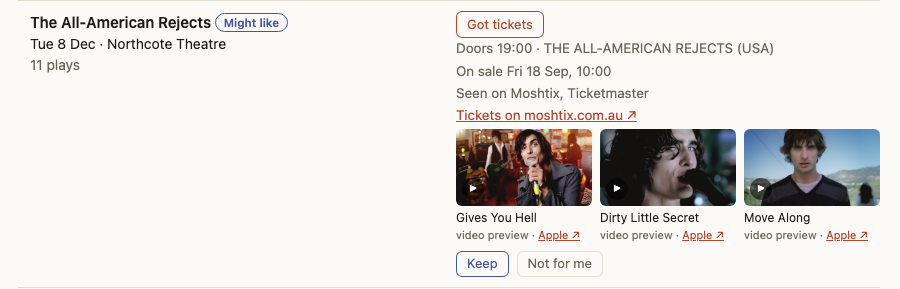 The All-American Rejects Might like
Tue 8 Dec · Northcote Theatre
11 plays
Got tickets
Doors 19:00 · THE ALL-AMERICAN REJECTS (USA)
On sale Fri 18 Sep, 10:00
Seen on Moshtix, Ticketmaster
Tickets on moshtix.com.au ↗
Gives You Hell
video preview · Apple ↗
Dirty Little Secret
video preview · Apple ↗
Move Along
video preview · Apple ↗
Keep Not for me